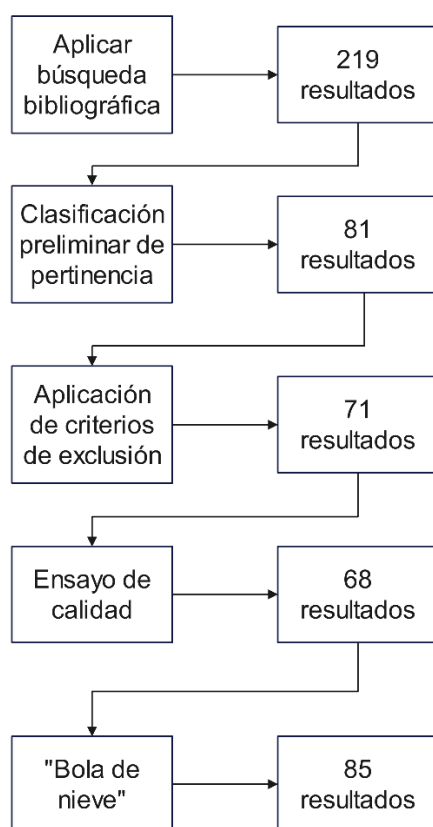 Aplicar
búsqueda
bibliográfica
219
resultados
Clasificación
preliminar de
pertinencia
81
resultados
Aplicación
de criterios
de exclusión
71
resultados
Ensayo de
calidad
68
resultados
"Bola de
nieve"
85
resultados